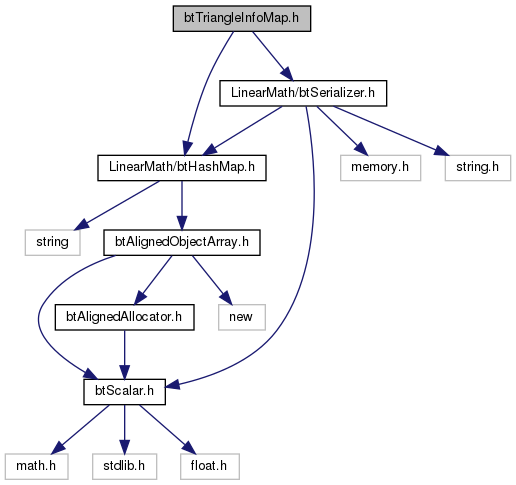 btTriangleInfoMap.h
LinearMath/btSerializer.h
LinearMath/btHashMap.h
memory.h
string.h
string
btAlignedObjectArray.h
btAlignedAllocator.h
new
btScalar.h
math.h
stdlib.h
float.h